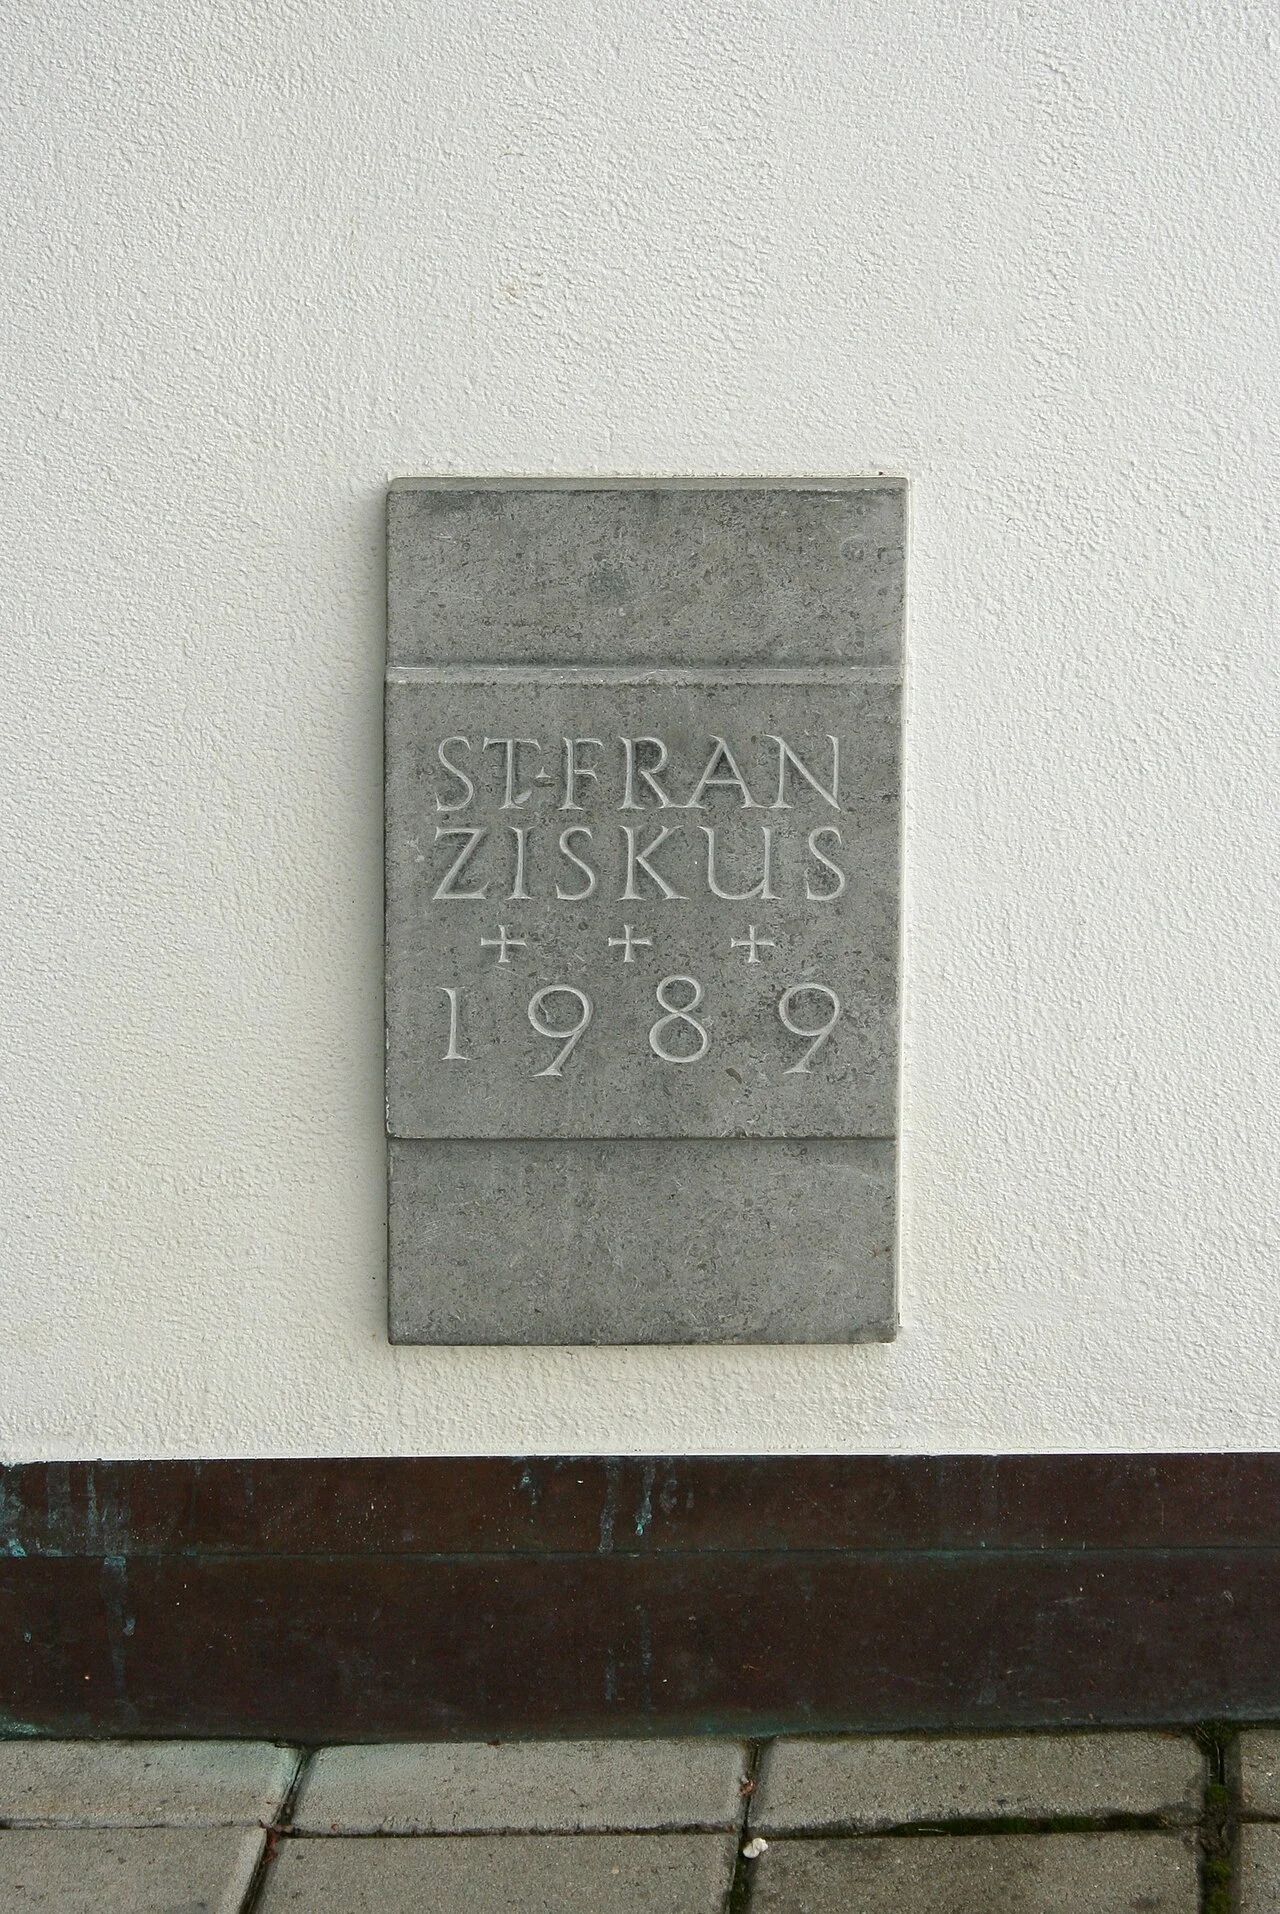 ST·FRAN
ZISKUS
+ + +
1989